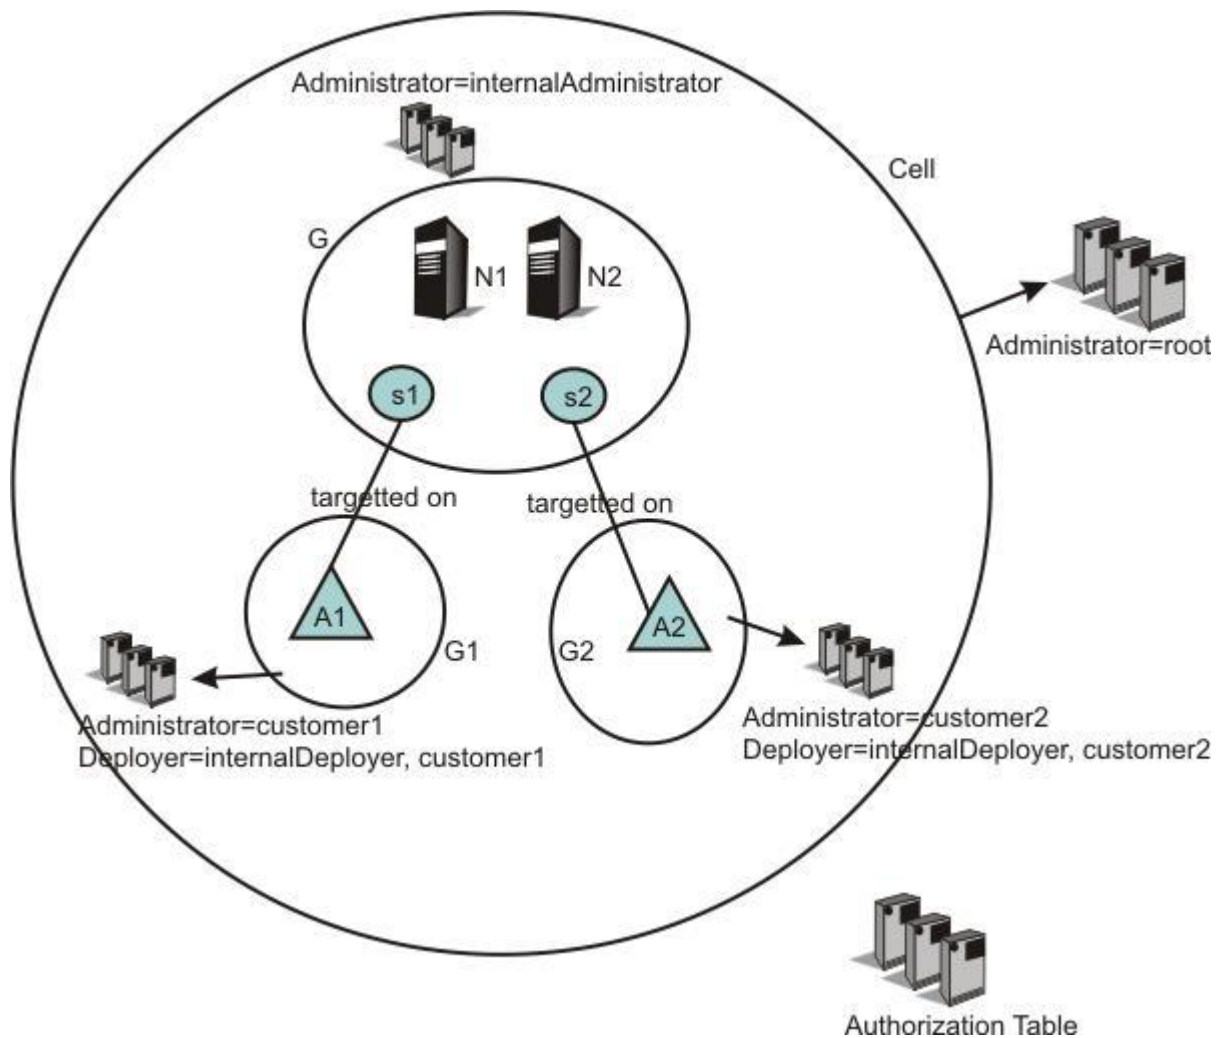 Administrator=internalAdministrator
Cell
G
N1
N2
Administrator=root
s1
s2
targetted on
targetted on
A1
A2
G1
G2
Administrator=customer1
Deployer=internalDeployer, customer1
Administrator=customer2
Deployer=internalDeployer, customer2
Authorization Table